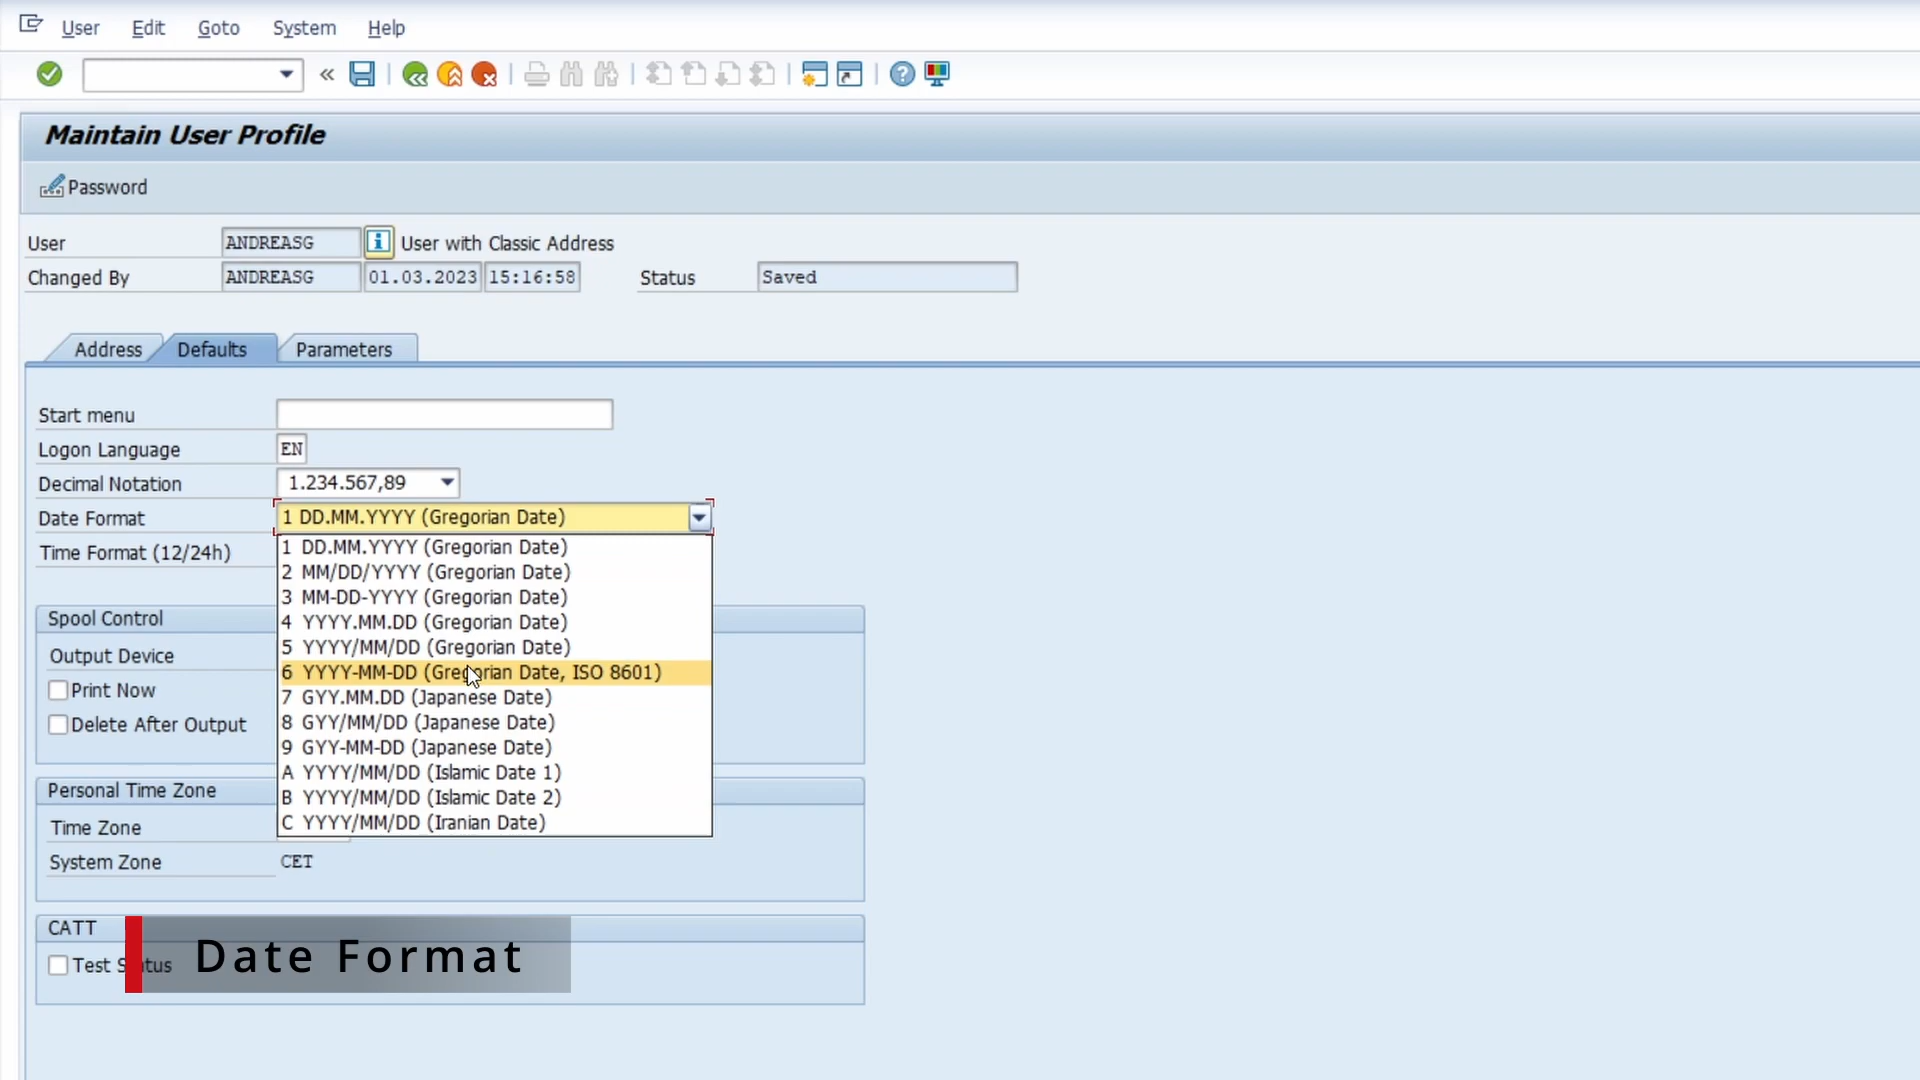 User Edit Goto System Help
Maintain User Profile
Password
User ANDREASG User with Classic Address
Changed By ANDREASG 01.03.2023 15:16:58 Status Saved
Address Defaults Parameters
Start menu
Logon Language EN
Decimal Notation 1.234.567,89
Date Format 1 DD.MM.YYYY (Gregorian Date)
Time Format (12/24h)
1 DD.MM.YYYY (Gregorian Date)
2 MM/DD/YYYY (Gregorian Date)
3 MM-DD-YYYY (Gregorian Date)
4 YYYY.MM.DD (Gregorian Date)
5 YYYY/MM/DD (Gregorian Date)
6 YYYY-MM-DD (Gregorian Date, ISO 8601)
7 GYY.MM.DD (Japanese Date)
8 GYY/MM/DD (Japanese Date)
9 GYY-MM-DD (Japanese Date)
A YYYY/MM/DD (Islamic Date 1)
B YYYY/MM/DD (Islamic Date 2)
C YYYY/MM/DD (Iranian Date)
Spool Control
Output Device
Print Now
Delete After Output
Personal Time Zone
Time Zone
System Zone CET
CATT
Test Status
Date Format